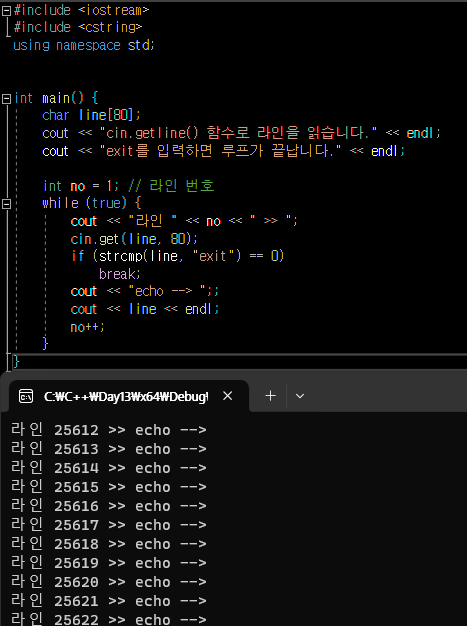 #include <iostream>
#include <cstring>
using namespace std;
int main() {
char line[80];
cout << "cin.getline() 함수로 라인을 읽습니다." << endl;
cout << "exit를 입력하면 루프가 끝납니다." << endl;
int no = 1; // 라인 번호
while (true) {
cout << "라인 " << no << " >> ";
cin.get(line, 80);
if (strcmp(line, "exit") == 0)
break;
cout << "echo --> ";;
cout << line << endl;
no++;
}
}
C:\C++\Day13\x64\Debug\
라인 25612 >> echo -->
라인 25613 >> echo -->
라인 25614 >> echo -->
라인 25615 >> echo -->
라인 25616 >> echo -->
라인 25617 >> echo -->
라인 25618 >> echo -->
라인 25619 >> echo -->
라인 25620 >> echo -->
라인 25621 >> echo -->
라인 25622 >> echo -->